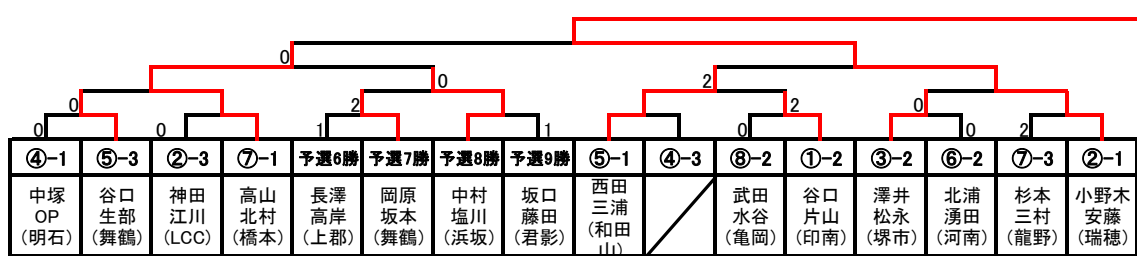 0
0 2
0 2 2 0
0 0 1 1 0 0 2
④-1 ⑤-3 ②-3 ⑦-1 予選6勝 予選7勝 予選8勝 予選9勝 ⑤-1 ④-3 ⑧-2 ①-2 ③-2 ⑥-2 ⑦-3 ②-1
中塚 谷口 神田 高山 長澤 岡原 中村 坂口 西田 武田 谷口 澤井 北浦 杉本 小野木
OP 生部 江川 北村 高岸 坂本 塩川 藤田 三浦 水谷 片山 松永 湧田 三村 安藤
(明石) (舞鶴) (LCC) (橋本) (上郡) (舞鶴) (浜坂) (君影) (和田 (亀岡) (印南) (堺市) (河南) (龍野) (瑞穂)
山)